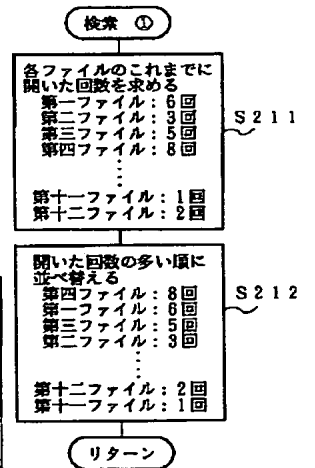 検索 ①
各ファイルのこれまでに
開いた回数を求める
第一ファイル：6回
第二ファイル：3回
第三ファイル：5回
第四ファイル：8回
第十一ファイル：1回
第十二ファイル：2回
S211
開いた回数の多い順に
並べ替える
第四ファイル：8回
第一ファイル：6回
第三ファイル：5回
第二ファイル：3回
第十二ファイル：2回
第十一ファイル：1回
S212
リターン